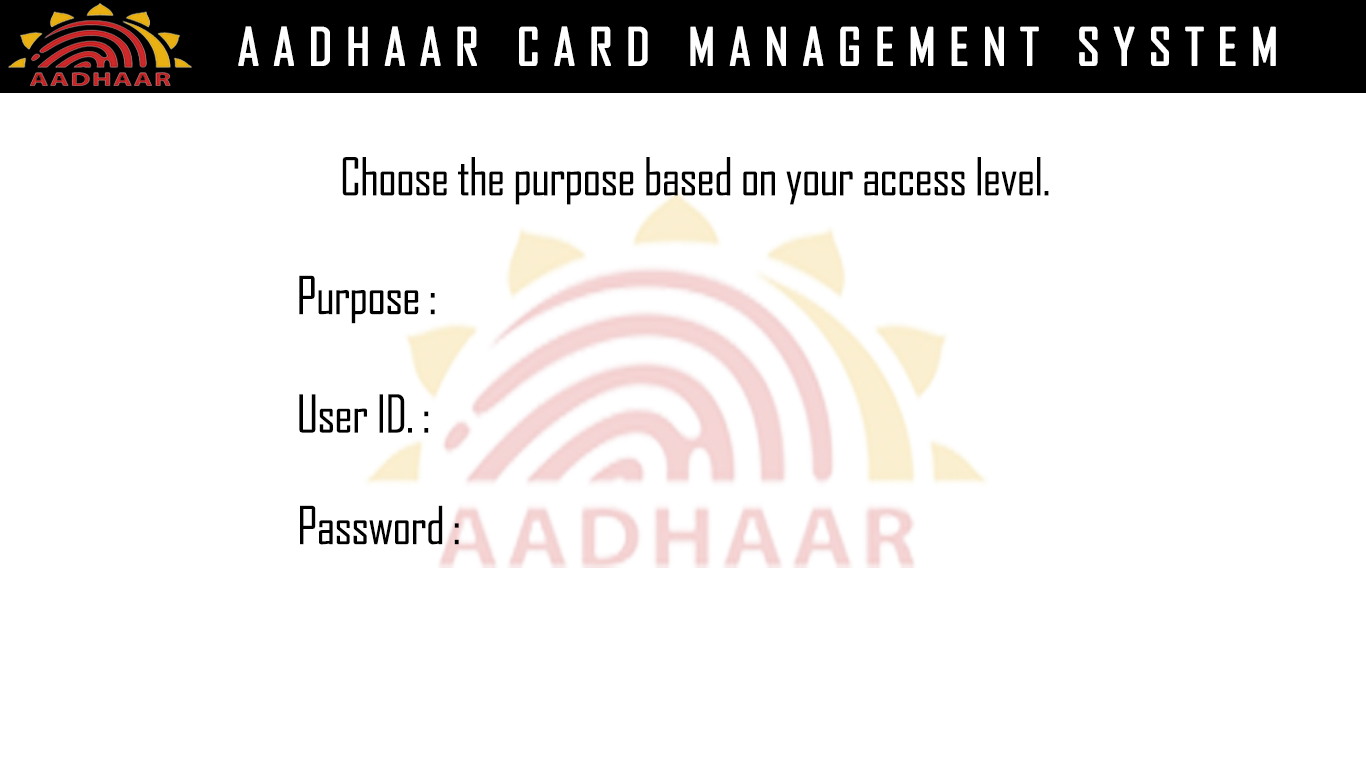 AADHAAR
AADHAAR CARD MANAGEMENT SYSTEM
Choose the purpose based on your access level.
Purpose :
User ID. :
Password :
AADHAAR